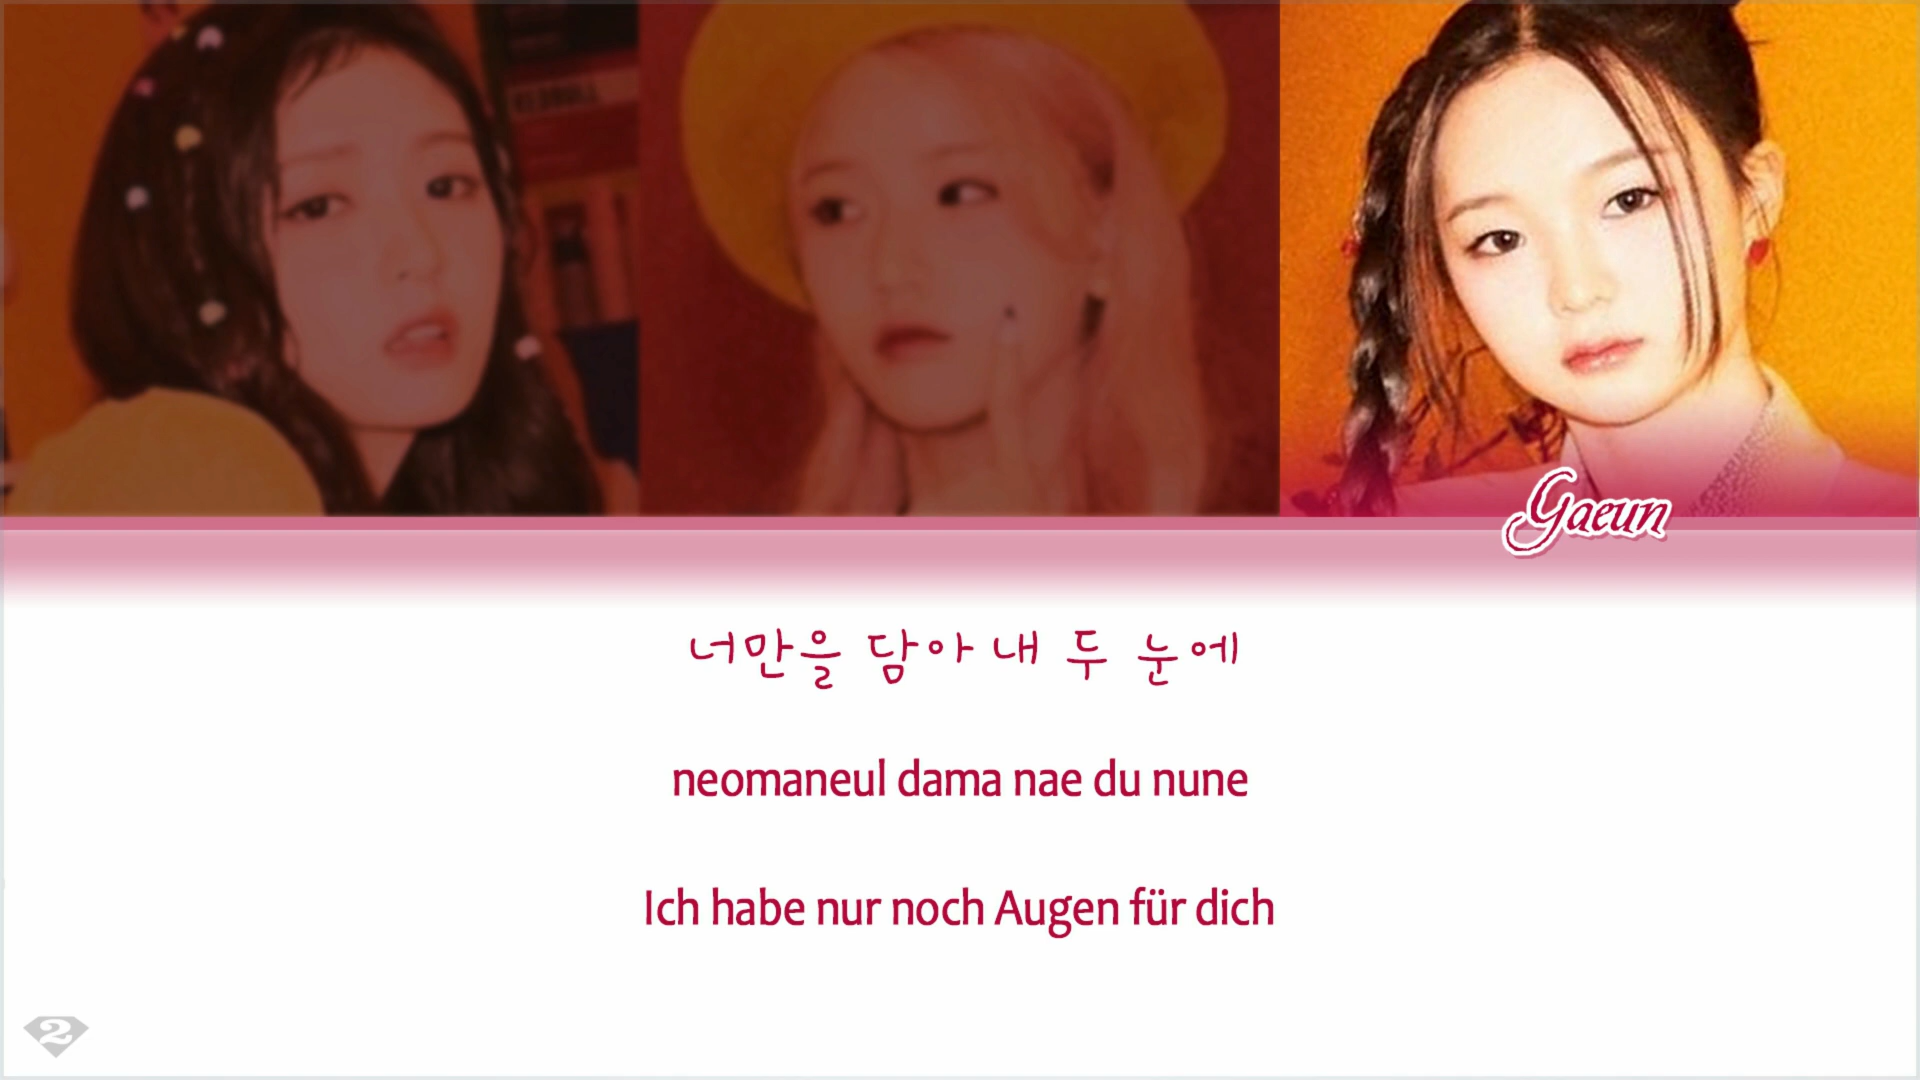 Gaeun
너만을 담아 내 두 눈에
neomaneul dama nae du nune
Ich habe nur noch Augen für dich
2